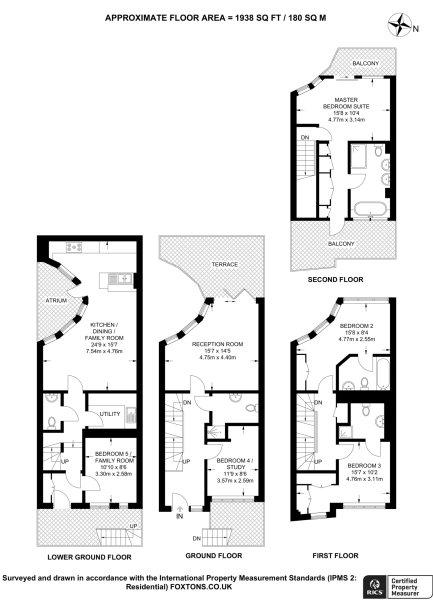 APPROXIMATE FLOOR AREA = 1938 SQ FT / 180 SQ M
N
BALCONY
MASTER
BEDROOM SUITE
15'8 x 10'4
4.77m x 3.14m
DN
BALCONY
SECOND FLOOR
ATRIUM
KITCHEN /
DINING /
FAMILY ROOM
24'9 x 15'7
7.54m x 4.76m
UTILITY
UP
BEDROOM 5 /
FAMILY ROOM
10'10 x 8'6
3.30m x 2.58m
UP
LOWER GROUND FLOOR
TERRACE
RECEPTION ROOM
15'7 x 14'5
4.75m x 4.40m
DN
UP
BEDROOM 4 /
STUDY
11'9 x 8'6
3.57m x 2.59m
IN
DN
GROUND FLOOR
BEDROOM 2
15'8 x 8'4
4.77m x 2.55m
DN
UP
BEDROOM 3
15'7 x 10'2
4.76m x 3.11m
FIRST FLOOR
Surveyed and drawn in accordance with the International Property Measurement Standards (IPMS 2:
Residential) FOXTONS.CO.UK
RICS
Certified
Property
Measurer